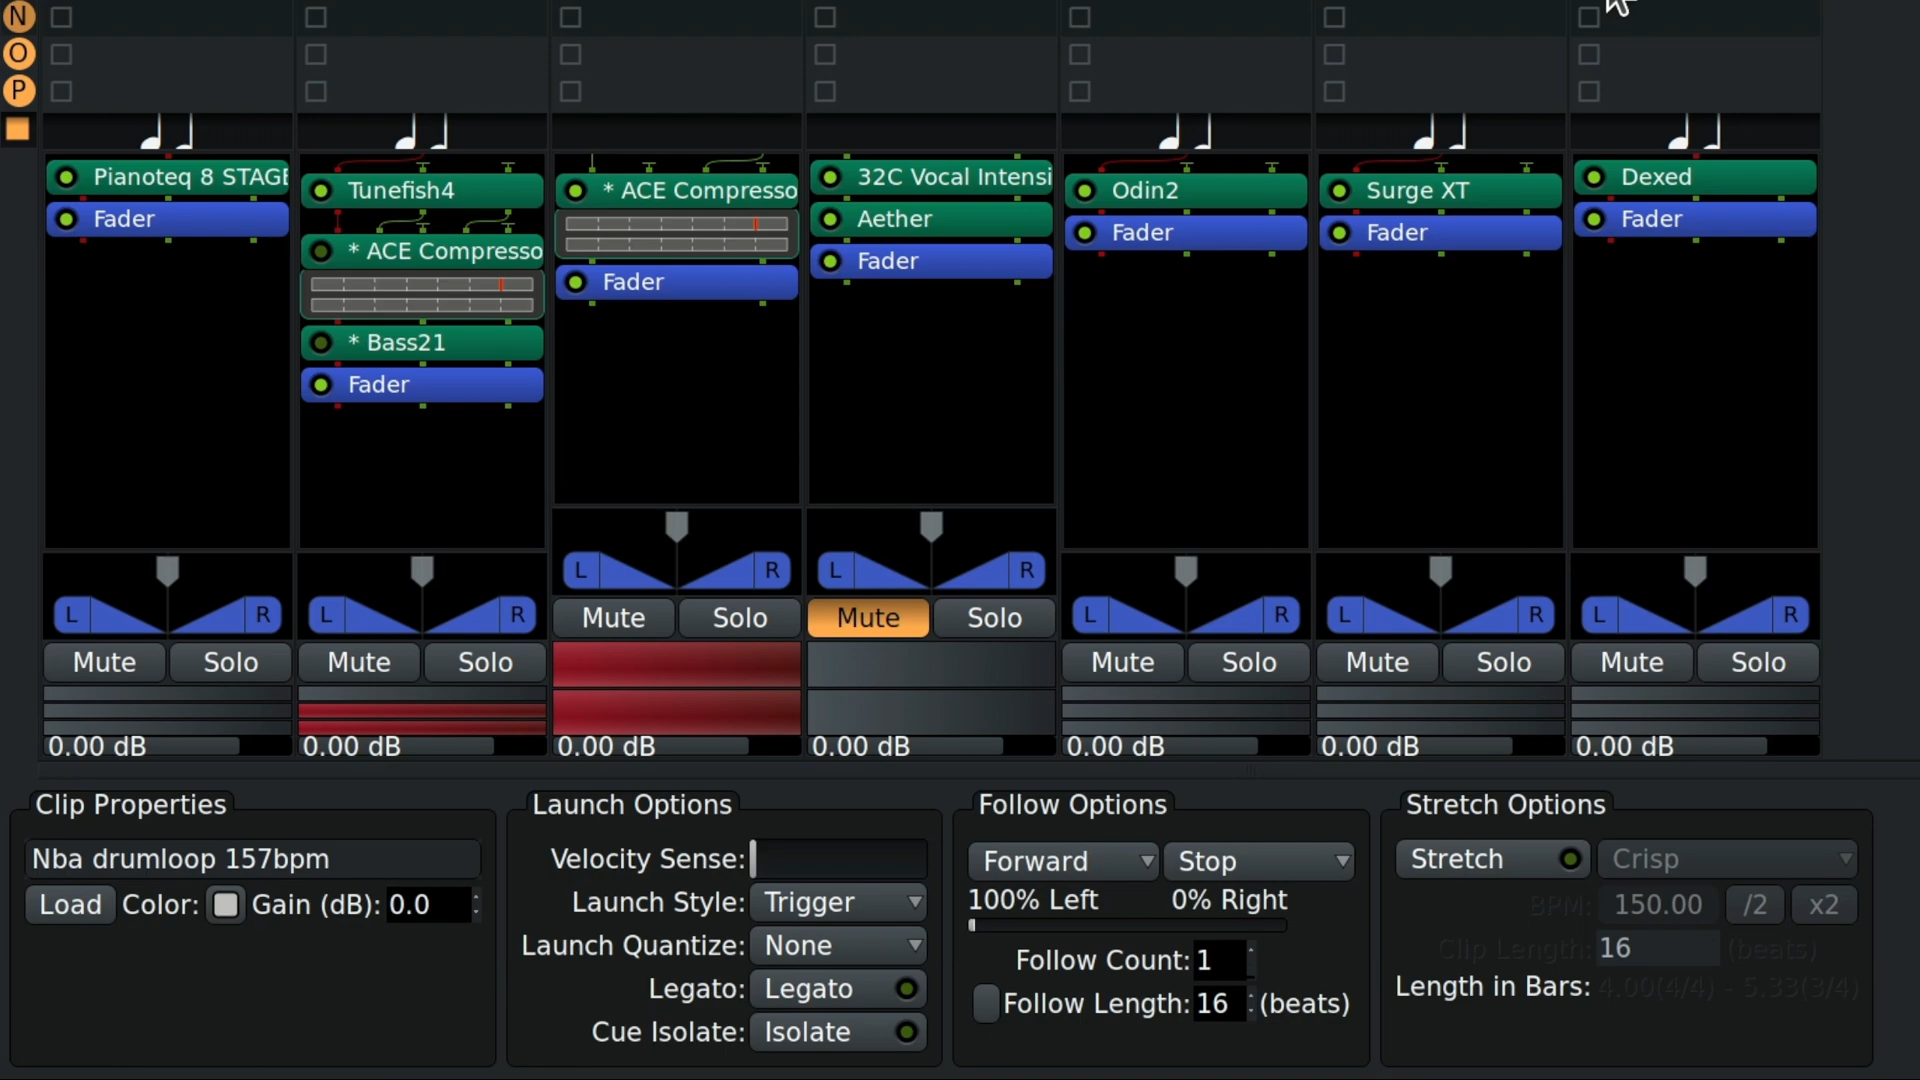 N
O
P
Pianoteq 8 STAGE
Fader
Tunefish4
* ACE Compresso
* Bass21
Fader
* ACE Compresso
Fader
32C Vocal Intensi
Aether
Fader
Odin2
Fader
Surge XT
Fader
Dexed
Fader
L R L R L R L R L R L R L R
Mute Solo Mute Solo Mute Solo Mute Solo Mute Solo Mute Solo Mute Solo
0.00 dB 0.00 dB 0.00 dB 0.00 dB 0.00 dB 0.00 dB 0.00 dB
Clip Properties
Nba drumloop 157bpm
Load Color: Gain (dB): 0.0
Launch Options
Velocity Sense:
Launch Style: Trigger
Launch Quantize: None
Legato: Legato
Cue Isolate: Isolate
Follow Options
Forward Stop
100% Left 0% Right
Follow Count: 1
Follow Length: 16 (beats)
Stretch Options
Stretch Crisp
BPM: 150.00 /2 x2
Clip Length: 16 (beats)
Length in Bars: 4.00(4/4) - 5.33(3/4)